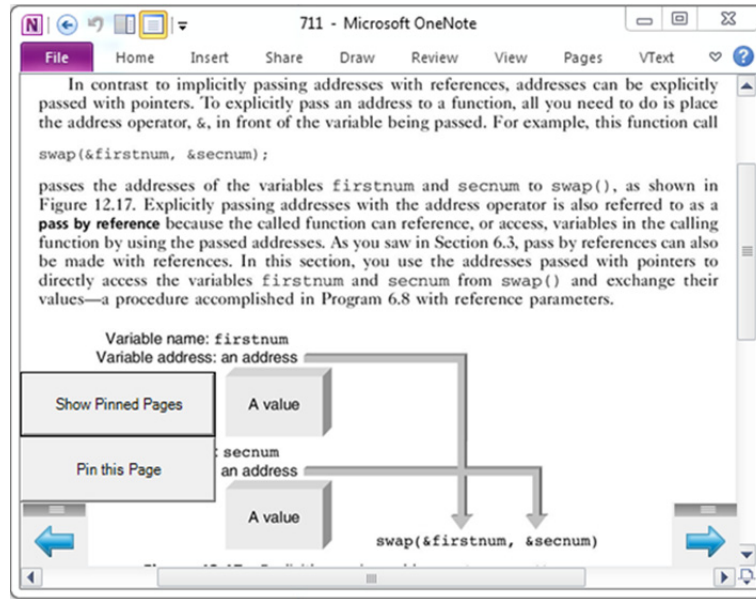 711 - Microsoft OneNote
File Home Insert Share Draw Review View Pages VText
In contrast to implicitly passing addresses with references, addresses can be explicitly
passed with pointers. To explicitly pass an address to a function, all you need to do is place
the address operator, &, in front of the variable being passed. For example, this function call
swap(&firstnum, &secnum);
passes the addresses of the variables firstnum and secnum to swap(), as shown in
Figure 12.17. Explicitly passing addresses with the address operator is also referred to as a
pass by reference because the called function can reference, or access, variables in the calling
function by using the passed addresses. As you saw in Section 6.3, pass by references can also
be made with references. In this section, you use the addresses passed with pointers to
directly access the variables firstnum and secnum from swap() and exchange their
values—a procedure accomplished in Program 6.8 with reference parameters.
Variable name: firstnum
Variable address: an address
Show Pinned Pages
A value
: secnum
Pin this Page
an address
A value
swap(&firstnum, &secnum)